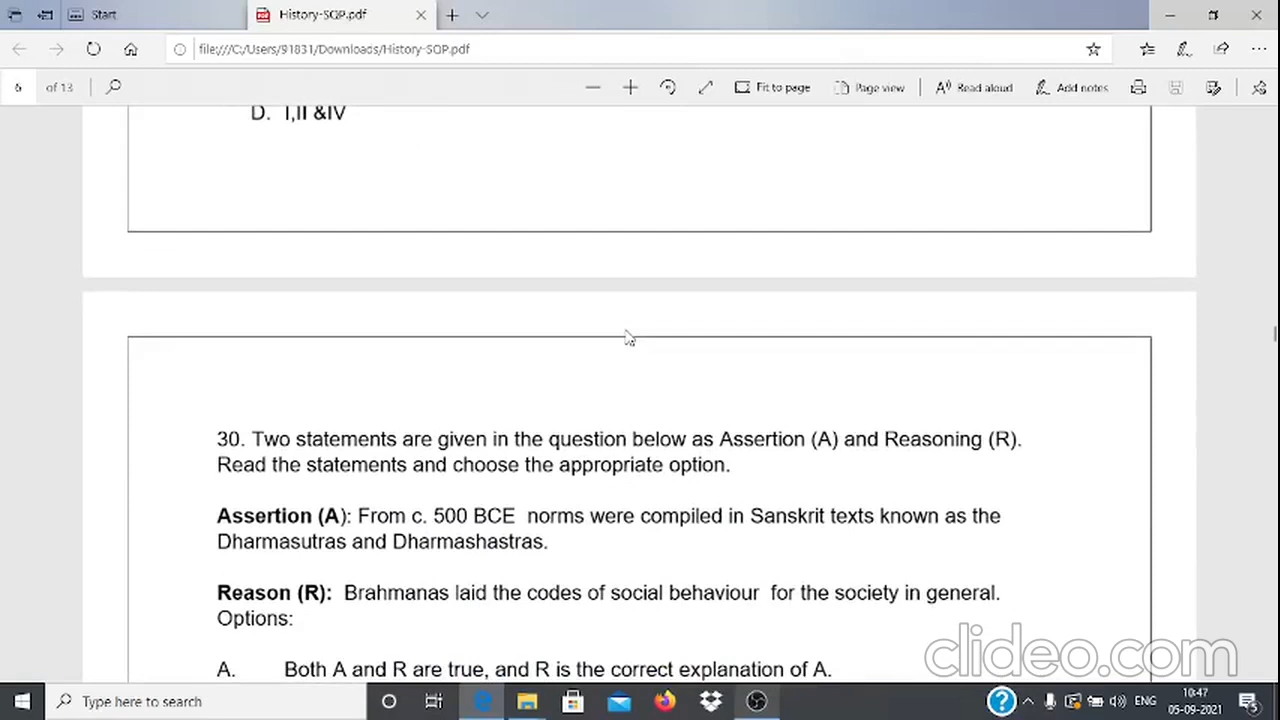 Start
History-SQP.pdf
file:///C:/Users/91831/Downloads/History-SQP.pdf
6 of 13
Fit to page
Page view
Read aloud
Add notes
D. I,II &IV
30. Two statements are given in the question below as Assertion (A) and Reasoning (R).
Read the statements and choose the appropriate option.
Assertion (A): From c. 500 BCE norms were compiled in Sanskrit texts known as the
Dharmasutras and Dharmashastras.
Reason (R): Brahmanas laid the codes of social behaviour for the society in general.
Options:
A. Both A and R are true, and R is the correct explanation of A.
clideo.com
Type here to search
ENG
10:47
05-09-2021
5